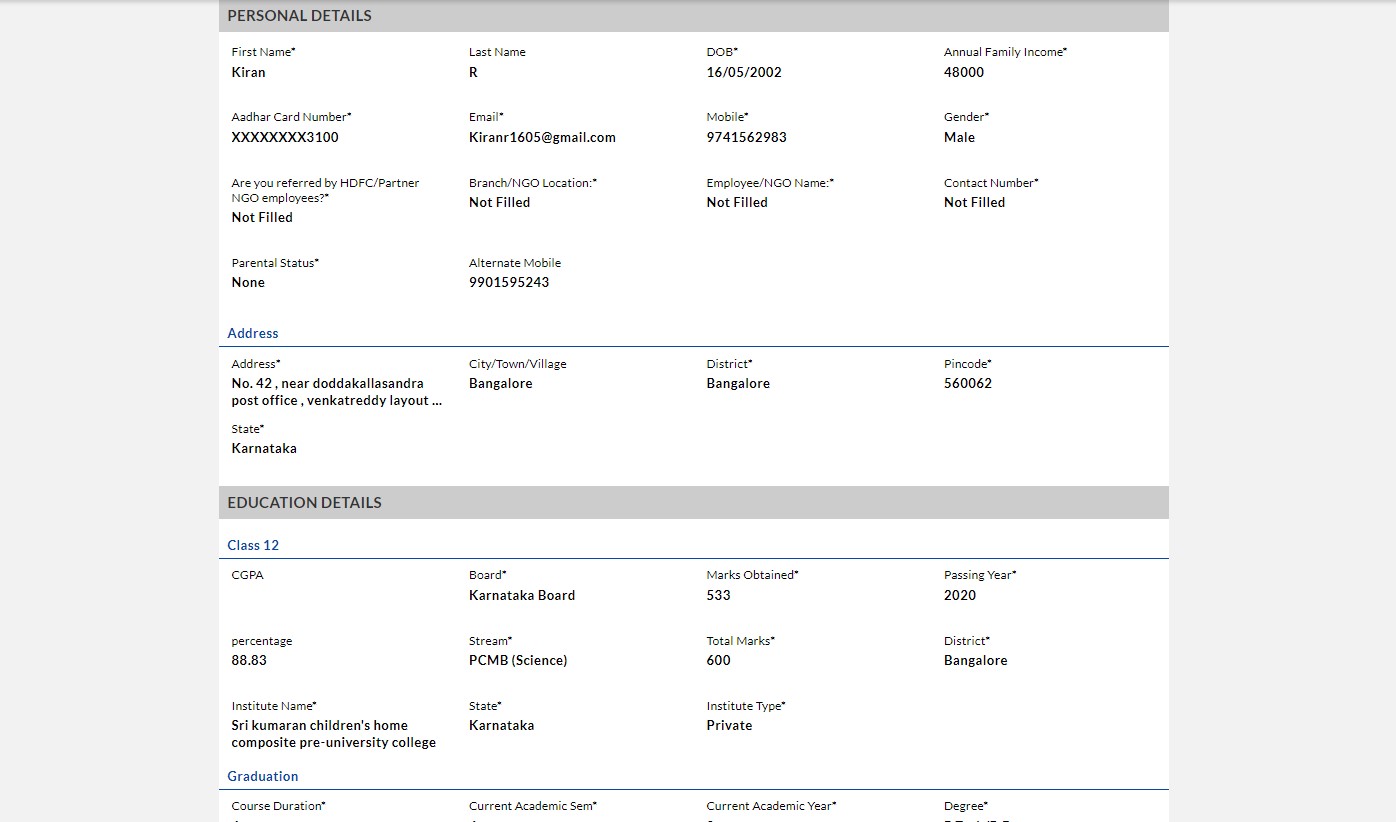 PERSONAL DETAILS
First Name*
Kiran
Last Name
R
DOB*
16/05/2002
Annual Family Income*
48000
Aadhar Card Number*
XXXXXXXX3100
Email*
Kiranr1605@gmail.com
Mobile*
9741562983
Gender*
Male
Are you referred by HDFC/Partner
NGO employees?*
Not Filled
Branch/NGO Location:*
Not Filled
Employee/NGO Name:*
Not Filled
Contact Number*
Not Filled
Parental Status*
None
Alternate Mobile
9901595243
Address
Address*
No. 42 , near doddakallasandra
post office , venkatreddy layout ...
City/Town/Village
Bangalore
District*
Bangalore
Pincode*
560062
State*
Karnataka
EDUCATION DETAILS
Class 12
CGPA
Board*
Karnataka Board
Marks Obtained*
533
Passing Year*
2020
percentage
88.83
Stream*
PCMB (Science)
Total Marks*
600
District*
Bangalore
Institute Name*
Sri kumaran children's home
composite pre-university college
State*
Karnataka
Institute Type*
Private
Graduation
Course Duration*
Current Academic Sem*
Current Academic Year*
Degree*